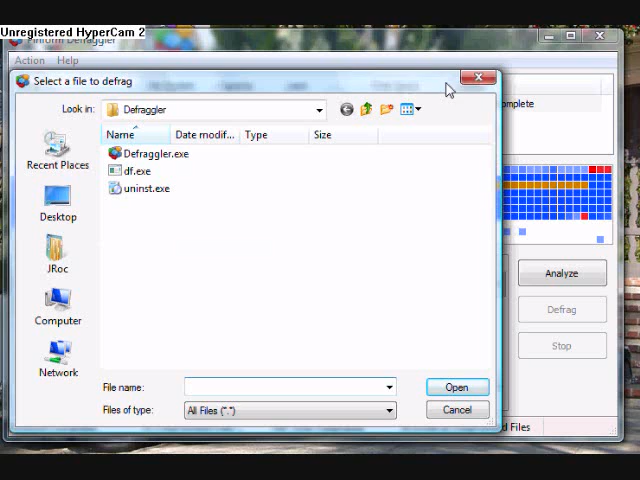 Unregistered HyperCam 2
Piriform Defraggler
Action Help
Select a file to defrag
Look in: Defraggler
Name Date modif... Type Size
Defraggler.exe
df.exe
uninst.exe
Recent Places
Desktop
JRoc
Computer
Network
File name:
Open
Files of type: All Files (*.*)
Cancel
omplete
Analyze
Defrag
Stop
d Files